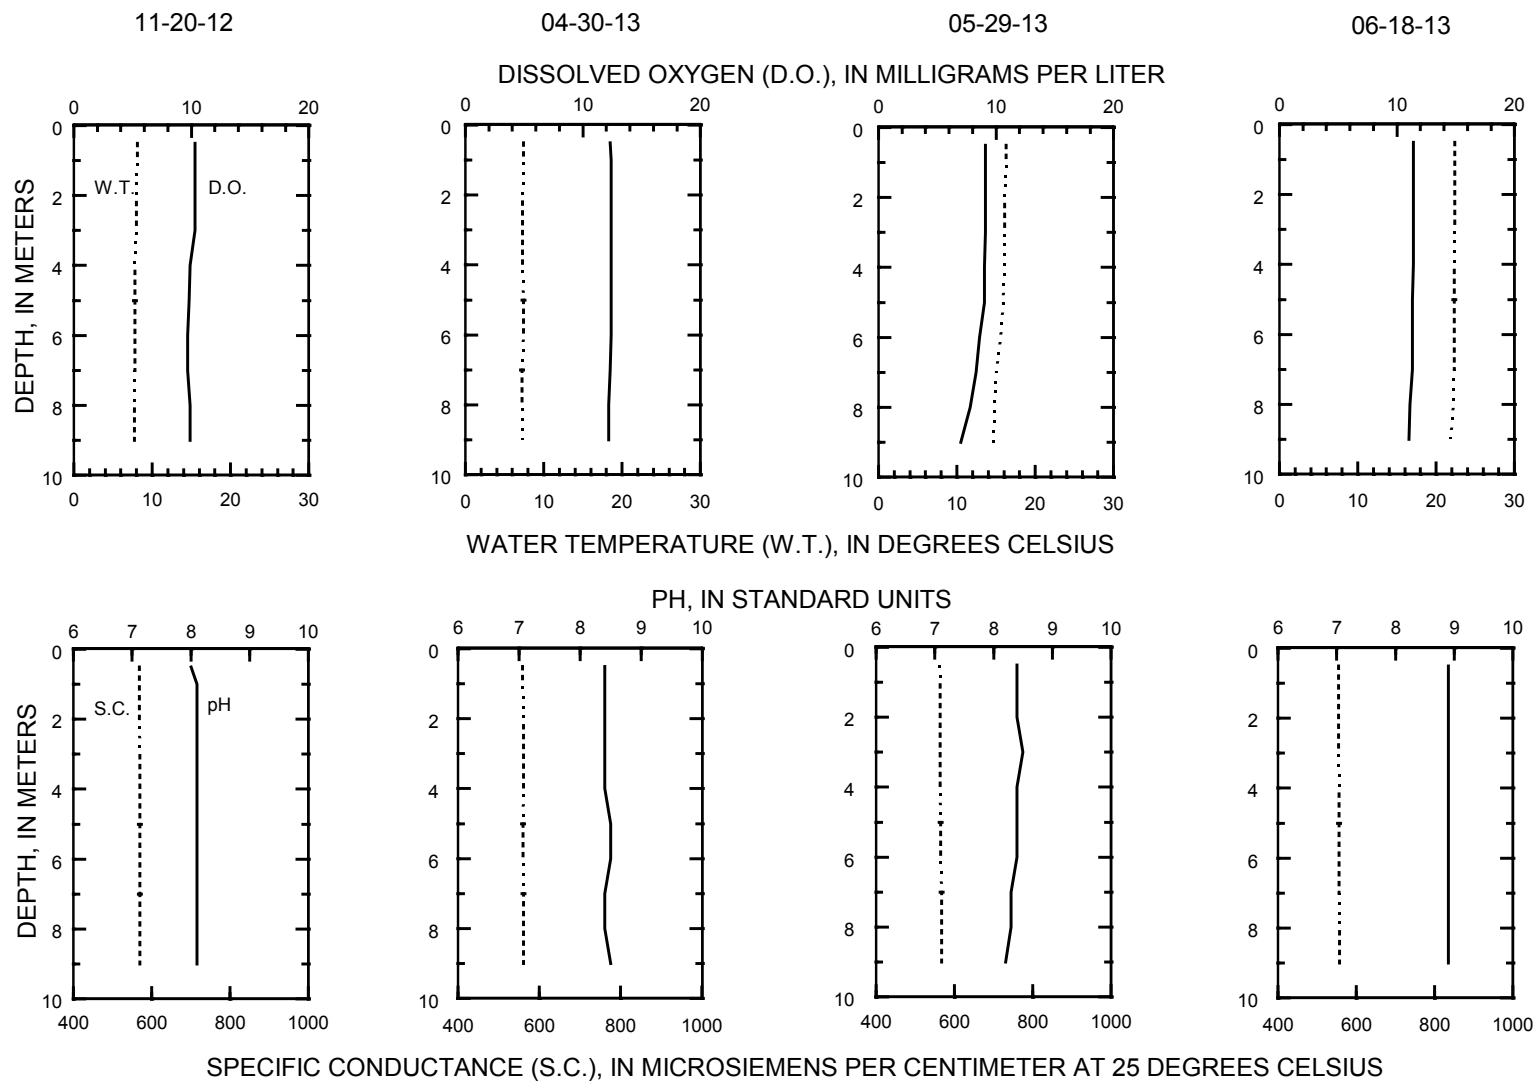 11-20-12 04-30-13 05-29-13 06-18-13
DISSOLVED OXYGEN (D.O.), IN MILLIGRAMS PER LITER
0 10 20 0 10 20 0 10 20 0 10 20
0 0 0 0
W.T. D.O.
2 2 2 2
4 4 4 4
6 6 6 6
8 8 8 8
10 10 10 10
DEPTH, IN METERS
0 10 20 30 0 10 20 30 0 10 20 30 0 10 20 30
WATER TEMPERATURE (W.T.), IN DEGREES CELSIUS
PH, IN STANDARD UNITS
6 7 8 9 10 6 7 8 9 10 6 7 8 9 10 6 7 8 9 10
0 0 0 0
S.C. pH
2 2 2 2
4 4 4 4
6 6 6 6
8 8 8 8
10 10 10 10
DEPTH, IN METERS
400 600 800 1000 400 600 800 1000 400 600 800 1000 400 600 800 1000
SPECIFIC CONDUCTANCE (S.C.), IN MICROSIEMENS PER CENTIMETER AT 25 DEGREES CELSIUS